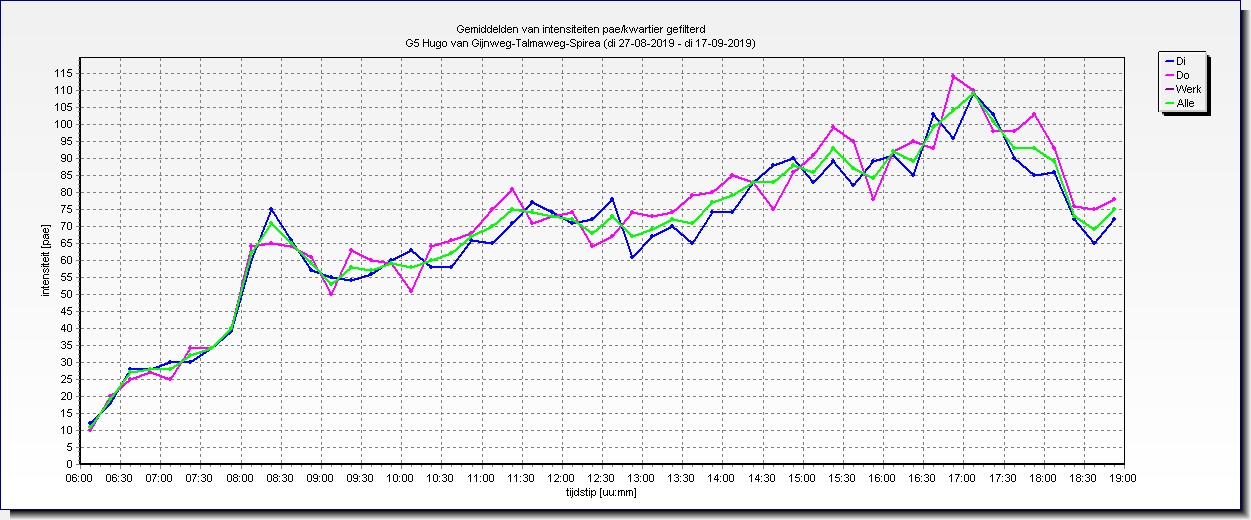 Gemiddelden van intensiteiten pae/kwartier gefilterd
G5 Hugo van Gijnweg-Talmaweg-Spirea (di 27-08-2019 - di 17-09-2019)
Di
Do
Werk
Alle
115
110
105
100
95
90
85
80
75
70
65
60
55
50
45
40
35
30
25
20
15
10
5
0
intensiteit [pae]
06:00 06:30 07:00 07:30 08:00 08:30 09:00 09:30 10:00 10:30 11:00 11:30 12:00 12:30 13:00 13:30 14:00 14:30 15:00 15:30 16:00 16:30 17:00 17:30 18:00 18:30 19:00
tijdstip [uu:mm]